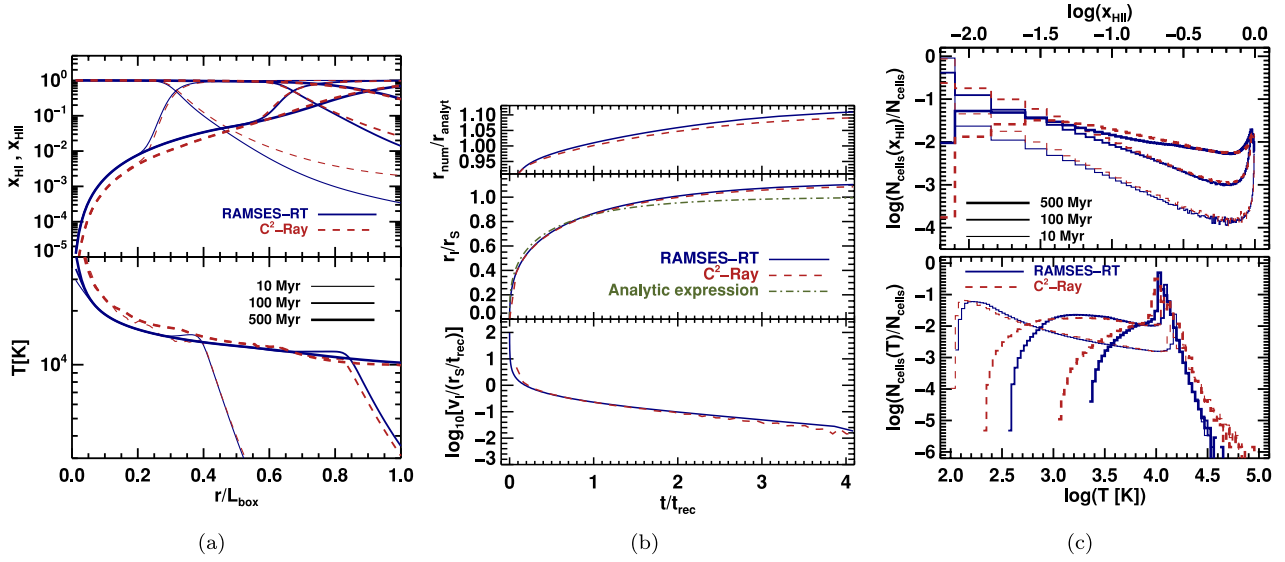 x_HI , x_HII
10^0
10^-1
10^-2
10^-3
10^-4
10^-5
RAMSES-RT
C²-Ray
T[K]
10^4
10 Myr
100 Myr
500 Myr
0.0 0.2 0.4 0.6 0.8 1.0
r/L_box
(a)
r_num/r_analyt
1.10
1.05
1.00
0.95
r_I/r_S
1.0
0.8
0.6
0.4
0.2
0.0
RAMSES-RT
C²-Ray
Analytic expression
log_10[v_I/(r_S/t_rec)]
2
1
0
-1
-2
-3
0 1 2 3 4
t/t_rec
(b)
log(x_HII)
-2.0 -1.5 -1.0 -0.5 0.0
log(N_cells(x_HII)/N_cells)
0
-1
-2
-3
-4
500 Myr
100 Myr
10 Myr
log(N_cells(T)/N_cells)
0
-1
-2
-3
-4
-5
-6
RAMSES-RT
C²-Ray
2.0 2.5 3.0 3.5 4.0 4.5 5.0
log(T [K])
(c)